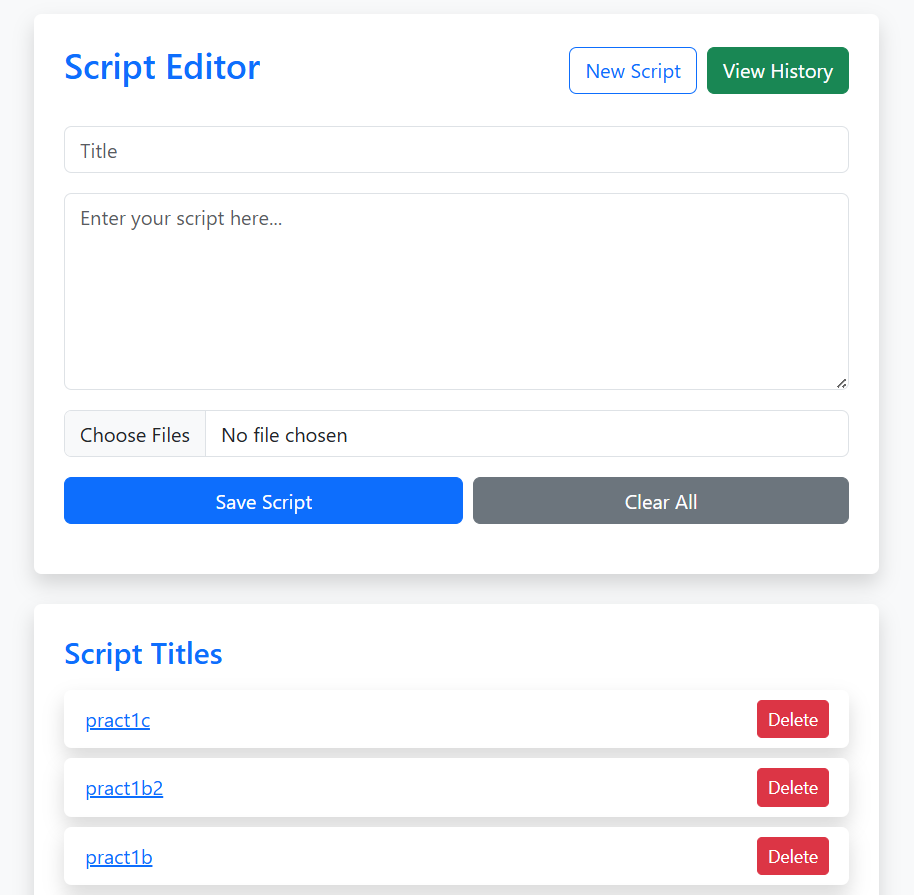 Script Editor
New Script
View History
Title
Enter your script here...
Choose Files
No file chosen
Save Script
Clear All
Script Titles
pract1c
Delete
pract1b2
Delete
pract1b
Delete